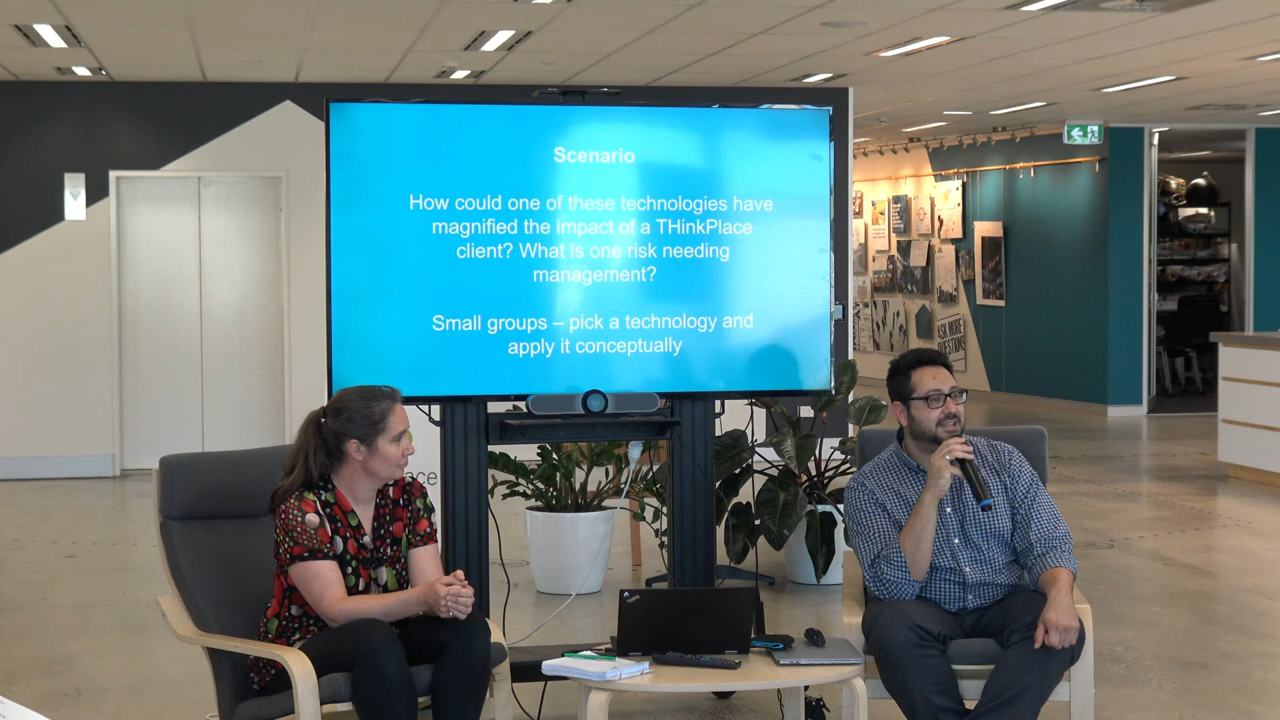 Scenario
How could one of these technologies have
magnified the impact of a THinkPlace
client? What is one risk needing
management?
Small groups – pick a technology and
apply it conceptually
ASK MORE
QUESTIONS
ace